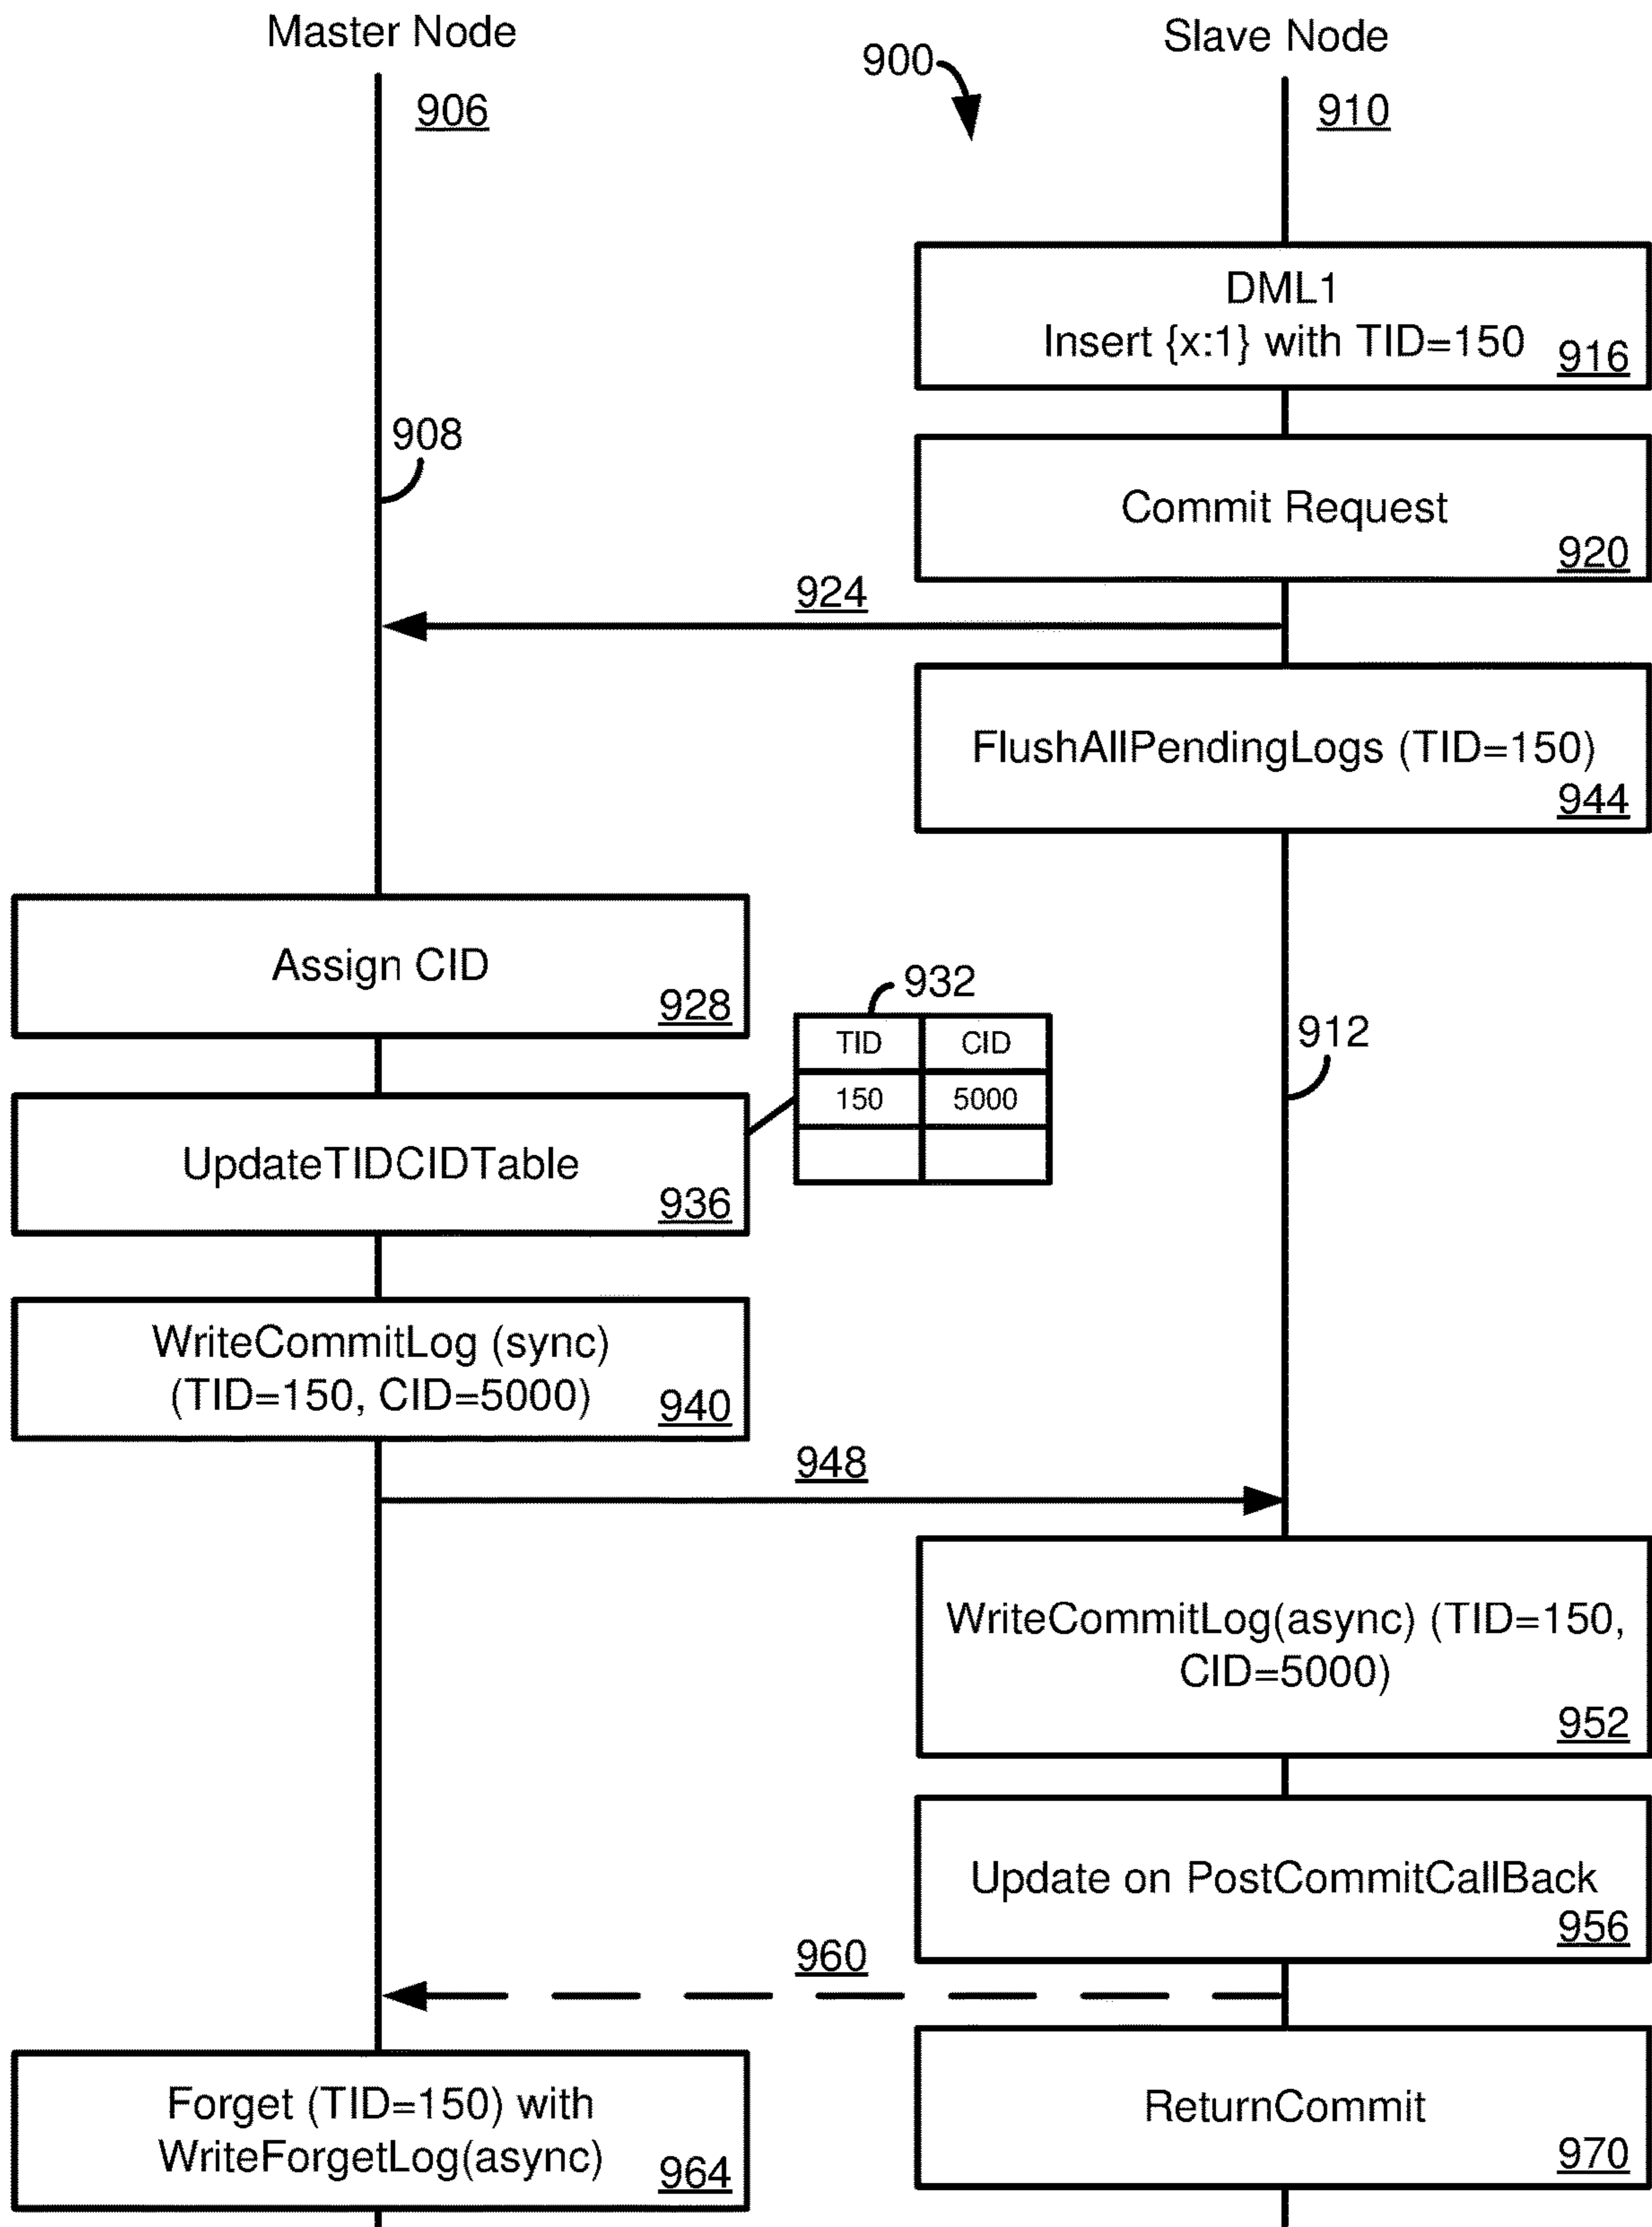 Master Node
Slave Node
900
906
910
DML1
Insert {x:1} with TID=150
916
908
Commit Request
920
924
FlushAllPendingLogs (TID=150)
944
Assign CID
928
932
TID CID
150 5000
912
UpdateTIDCIDTable
936
WriteCommitLog (sync)
(TID=150, CID=5000)
940
948
WriteCommitLog(async) (TID=150,
CID=5000)
952
Update on PostCommitCallBack
956
960
Forget (TID=150) with
WriteForgetLog(async)
964
ReturnCommit
970